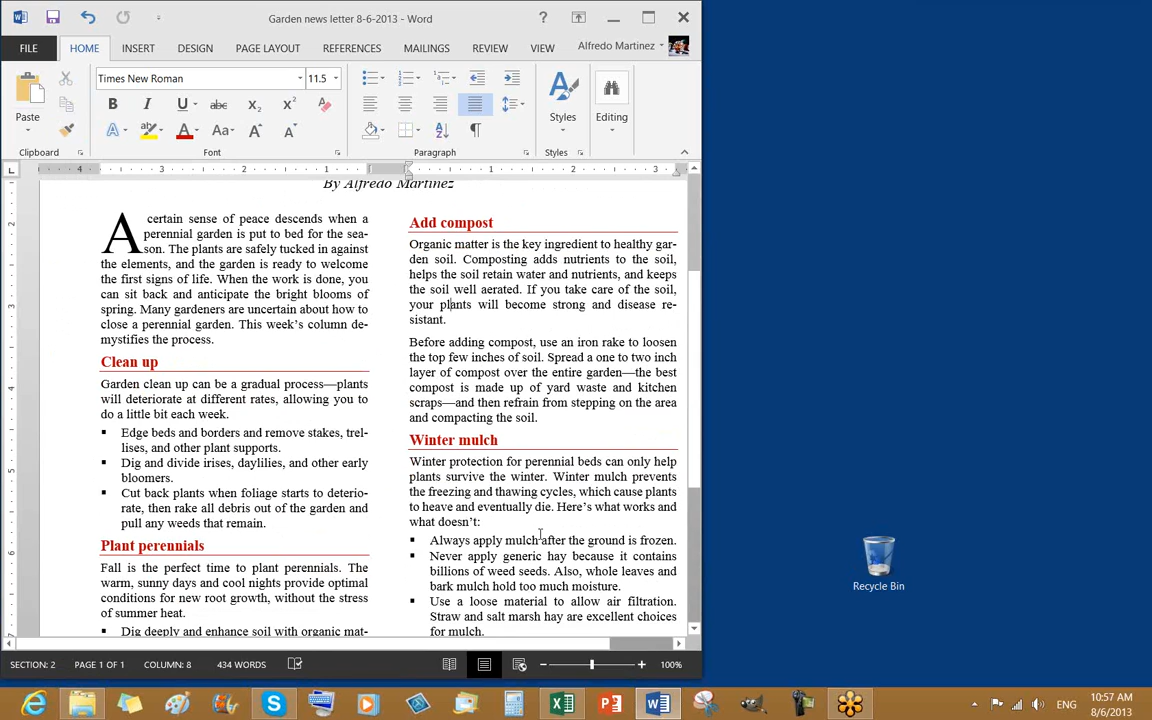 Garden news letter 8-6-2013 - Word
?
FILE HOME INSERT DESIGN PAGE LAYOUT REFERENCES MAILINGS REVIEW VIEW Alfredo Martinez
Times New Roman 11.5
Paste
Styles
Editing
Clipboard Font Paragraph Styles
4 3 2 1 1 2 3
By Alfredo Martinez
A certain sense of peace descends when a
perennial garden is put to bed for the sea-
son. The plants are safely tucked in against
the elements, and the garden is ready to welcome
the first signs of life. When the work is done, you
can sit back and anticipate the bright blooms of
spring. Many gardeners are uncertain about how to
close a perennial garden. This week's column de-
mystifies the process.
Clean up
Garden clean up can be a gradual process—plants
will deteriorate at different rates, allowing you to
do a little bit each week.
Edge beds and borders and remove stakes, trel-
lises, and other plant supports.
Dig and divide irises, daylilies, and other early
bloomers.
Cut back plants when foliage starts to deterio-
rate, then rake all debris out of the garden and
pull any weeds that remain.
Plant perennials
Fall is the perfect time to plant perennials. The
warm, sunny days and cool nights provide optimal
conditions for new root growth, without the stress
of summer heat.
Dig deeply and enhance soil with organic mat-
Add compost
Organic matter is the key ingredient to healthy gar-
den soil. Composting adds nutrients to the soil,
helps the soil retain water and nutrients, and keeps
the soil well aerated. If you take care of the soil,
your plants will become strong and disease re-
sistant.
Before adding compost, use an iron rake to loosen
the top few inches of soil. Spread a one to two inch
layer of compost over the entire garden—the best
compost is made up of yard waste and kitchen
scraps—and then refrain from stepping on the area
and compacting the soil.
Winter mulch
Winter protection for perennial beds can only help
plants survive the winter. Winter mulch prevents
the freezing and thawing cycles, which cause plants
to heave and eventually die. Here's what works and
what doesn't:
Always apply mulch after the ground is frozen.
Never apply generic hay because it contains
billions of weed seeds. Also, whole leaves and
bark mulch hold too much moisture.
Use a loose material to allow air filtration.
Straw and salt marsh hay are excellent choices
for mulch.
Recycle Bin
SECTION: 2 PAGE 1 OF 1 COLUMN: 8 434 WORDS 100%
ENG
10:57 AM
8/6/2013